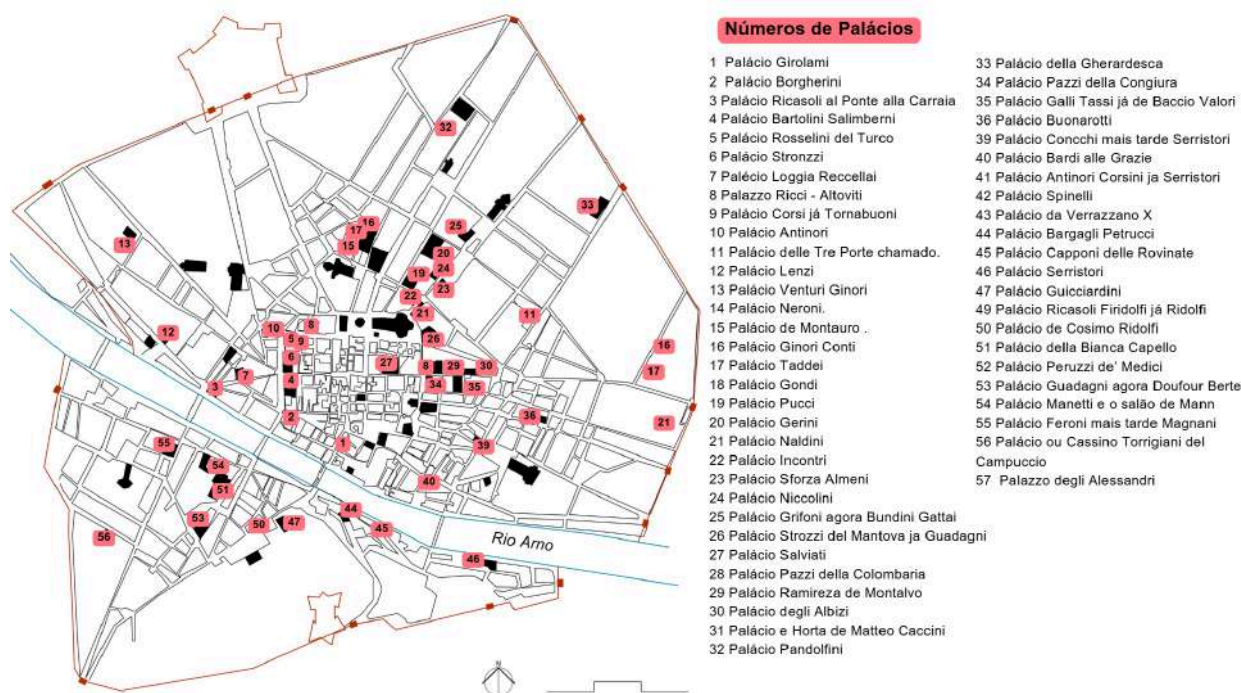 Números de Palácios
1 Palácio Girolami
2 Palácio Borgherini
3 Palácio Ricasoli al Ponte alla Carraia
4 Palácio Bartolini Salimberni
5 Palácio Rosselini del Turco
6 Palácio Stronzzi
7 Palécio Loggia Reccellai
8 Palazzo Ricci - Altoviti
9 Palácio Corsi já Tornabuoni
10 Palácio Antinori
11 Palácio delle Tre Porte chamado.
12 Palácio Lenzi
13 Palácio Venturi Ginori
14 Palácio Neroni.
15 Palácio de Montauro .
16 Palácio Ginori Conti
17 Palácio Taddei
18 Palácio Gondi
19 Palácio Pucci
20 Palácio Gerini
21 Palácio Naldini
22 Palácio Incontri
23 Palácio Sforza Almeni
24 Palácio Niccolini
25 Palácio Grifoni agora Bundini Gattai
26 Palácio Strozzi del Mantova ja Guadagni
27 Palácio Salviati
28 Palácio Pazzi della Colombaria
29 Palácio Ramireza de Montalvo
30 Palácio degli Albizi
31 Palácio e Horta de Matteo Caccini
32 Palácio Pandolfini
33 Palácio della Gherardesca
34 Palácio Pazzi della Congiura
35 Palácio Galli Tassi já de Baccio Valori
36 Palácio Buonarotti
39 Palácio Concchi mais tarde Serristori
40 Palácio Bardi alle Grazie
41 Palácio Antinori Corsini ja Serristori
42 Palácio Spinelli
43 Palácio da Verrazzano X
44 Palácio Bargagli Petrucci
45 Palácio Capponi delle Rovinate
46 Palácio Serristori
47 Palácio Guicciardini
49 Palácio Ricasoli Firidolfi já Ridolfi
50 Palácio de Cosimo Ridolfi
51 Palácio della Bianca Capello
52 Palácio Peruzzi de' Medici
53 Palácio Guadagni agora Doufour Berte
54 Palácio Manetti e o salão de Mann
55 Palácio Feroni mais tarde Magnani
56 Palácio ou Cassino Torrigiani del
Campuccio
57 Palazzo degli Alessandri
32
33
16
17
25
13
15
20
24
19
23
22
21
11
10
8
12
5
9
26
16
6
27
8
29
30
17
7
4
34
35
3
2
36
21
1
39
55
54
40
51
53
50
47
44
45
56
Rio Arno
46
N